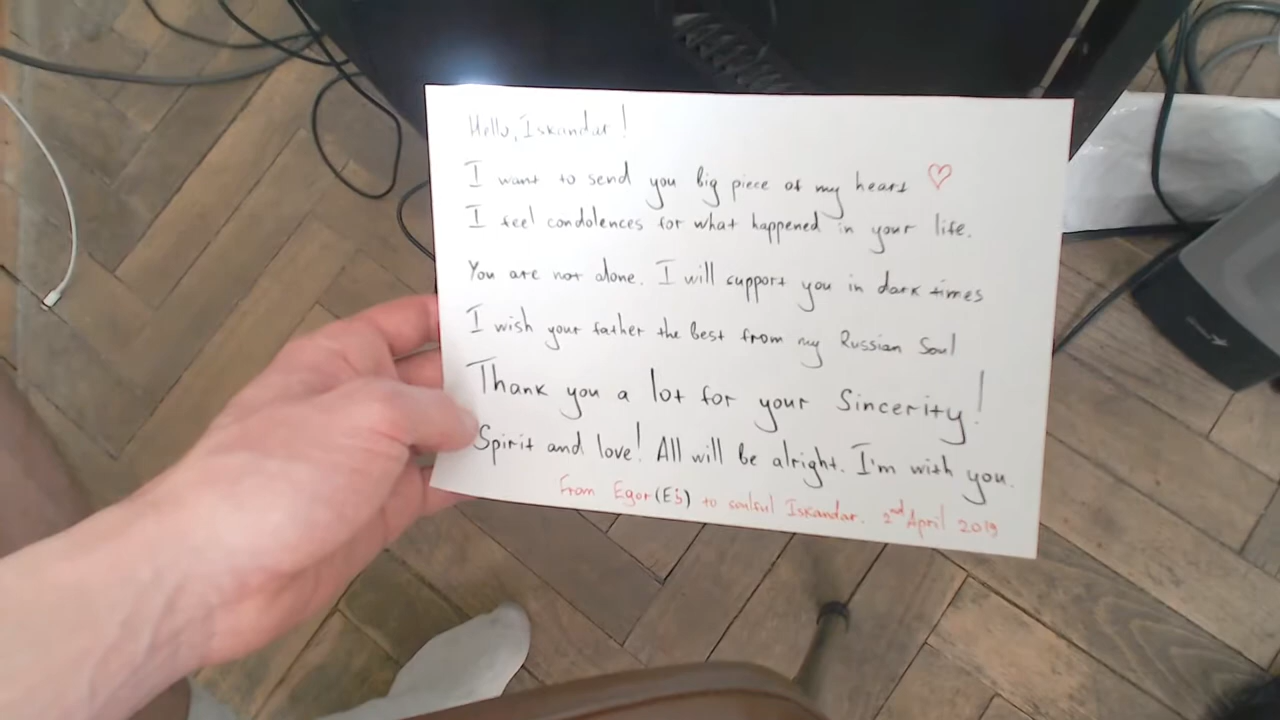 Hello, Iskandar!
I want to send you big piece of my heart ♡
I feel condolences for what happened in your life.
You are not alone. I will support you in dark times
I wish your father the best from my Russian Soul
Thank you a lot for your Sincerity!
Spirit and love! All will be alright. I'm with you.
From Egor(Ej) to soulful Iskandar. 2nd April 2019